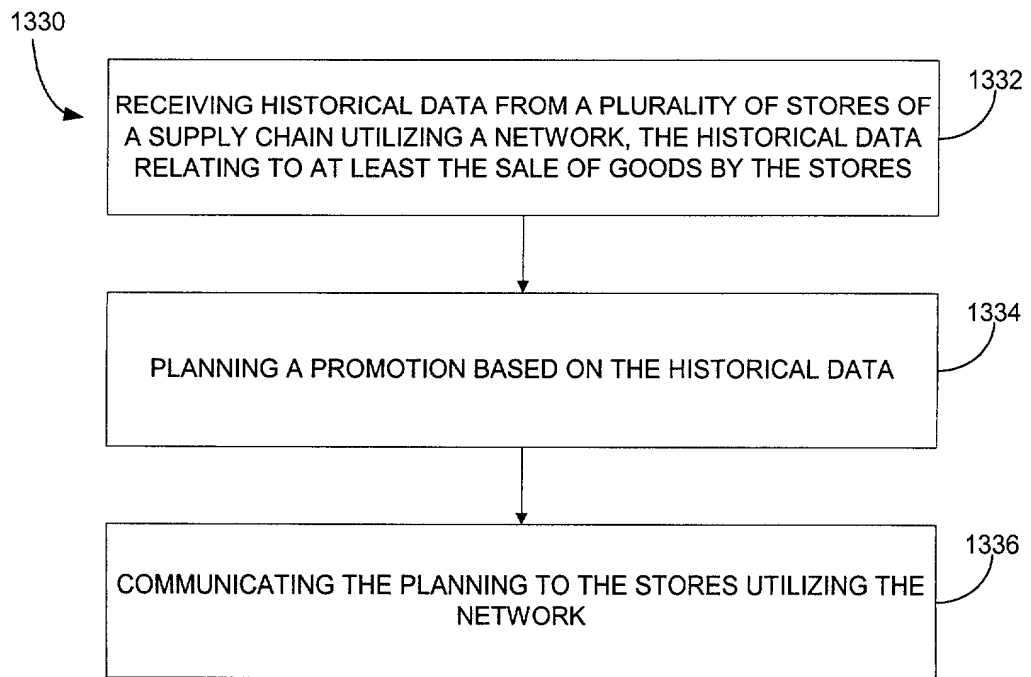 1330
1332
RECEIVING HISTORICAL DATA FROM A PLURALITY OF STORES OF
A SUPPLY CHAIN UTILIZING A NETWORK, THE HISTORICAL DATA
RELATING TO AT LEAST THE SALE OF GOODS BY THE STORES
1334
PLANNING A PROMOTION BASED ON THE HISTORICAL DATA
1336
COMMUNICATING THE PLANNING TO THE STORES UTILIZING THE
NETWORK